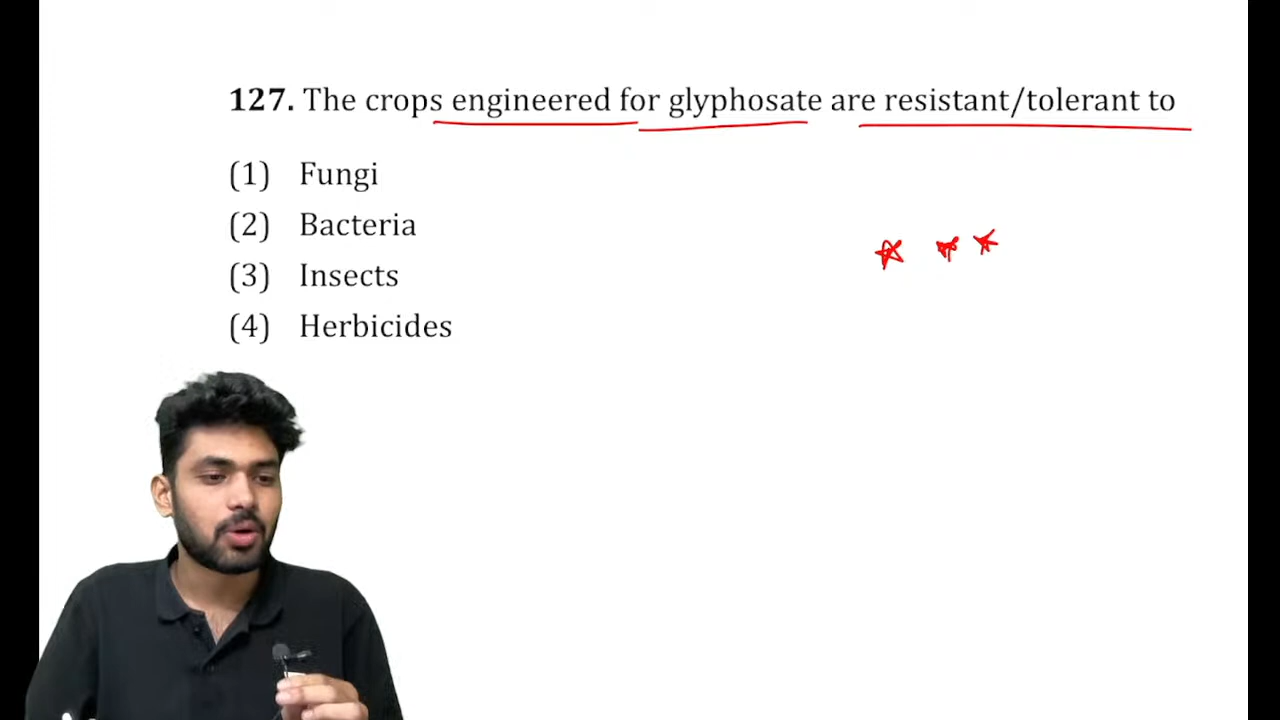 127. The crops engineered for glyphosate are resistant/tolerant to
(1) Fungi
(2) Bacteria
(3) Insects
(4) Herbicides